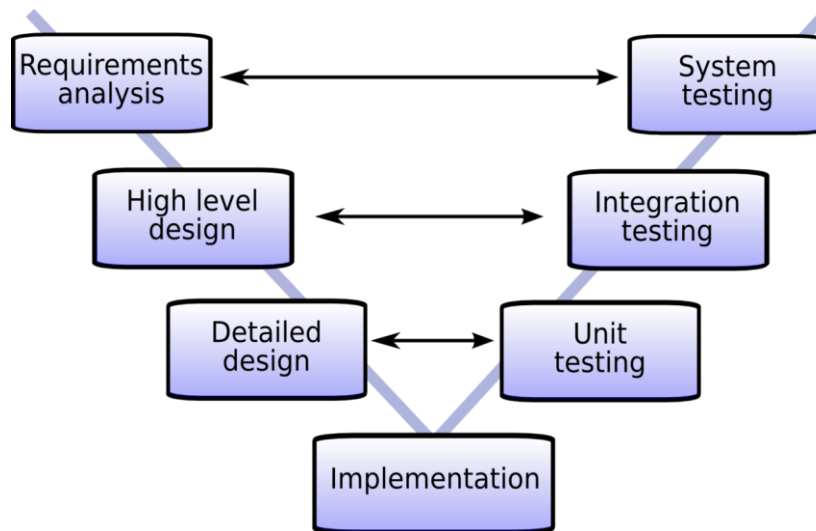 Requirements
analysis
System
testing
High level
design
Integration
testing
Detailed
design
Unit
testing
Implementation